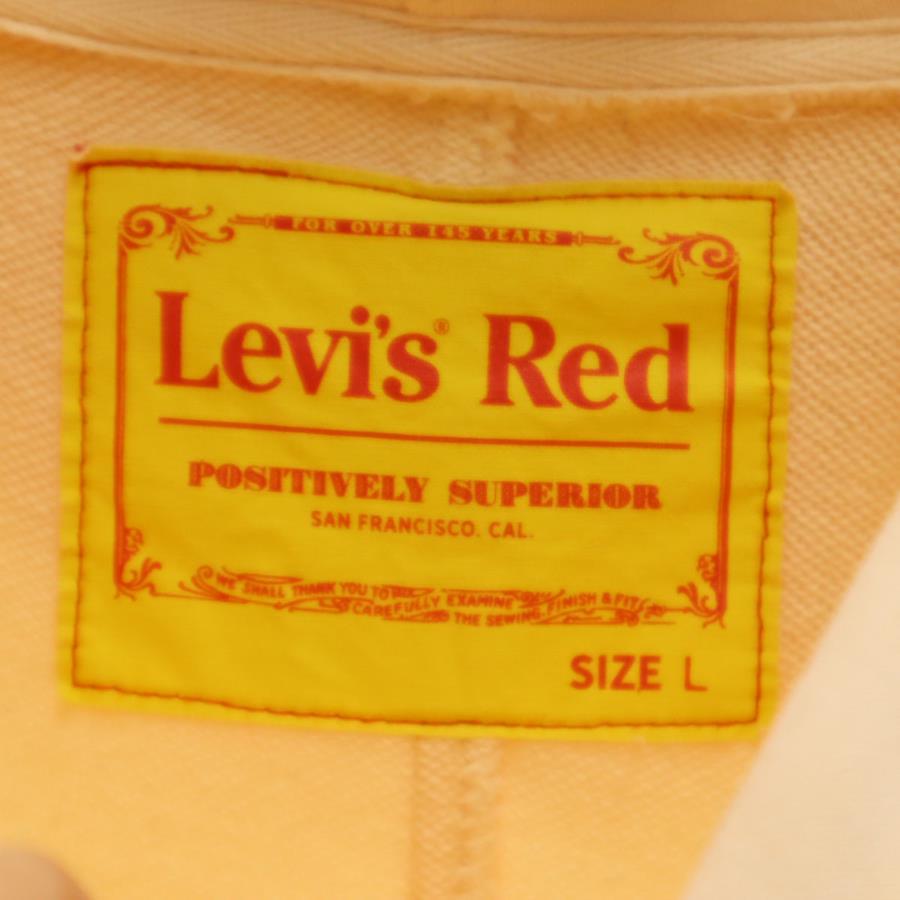 FOR OVER 145 YEARS
Levi's® Red
POSITIVELY SUPERIOR
SAN FRANCISCO. CAL.
WE SHALL THANK YOU TO
CAREFULLY EXAMINE
THE SEWING, FINISH & FIT
SIZE L